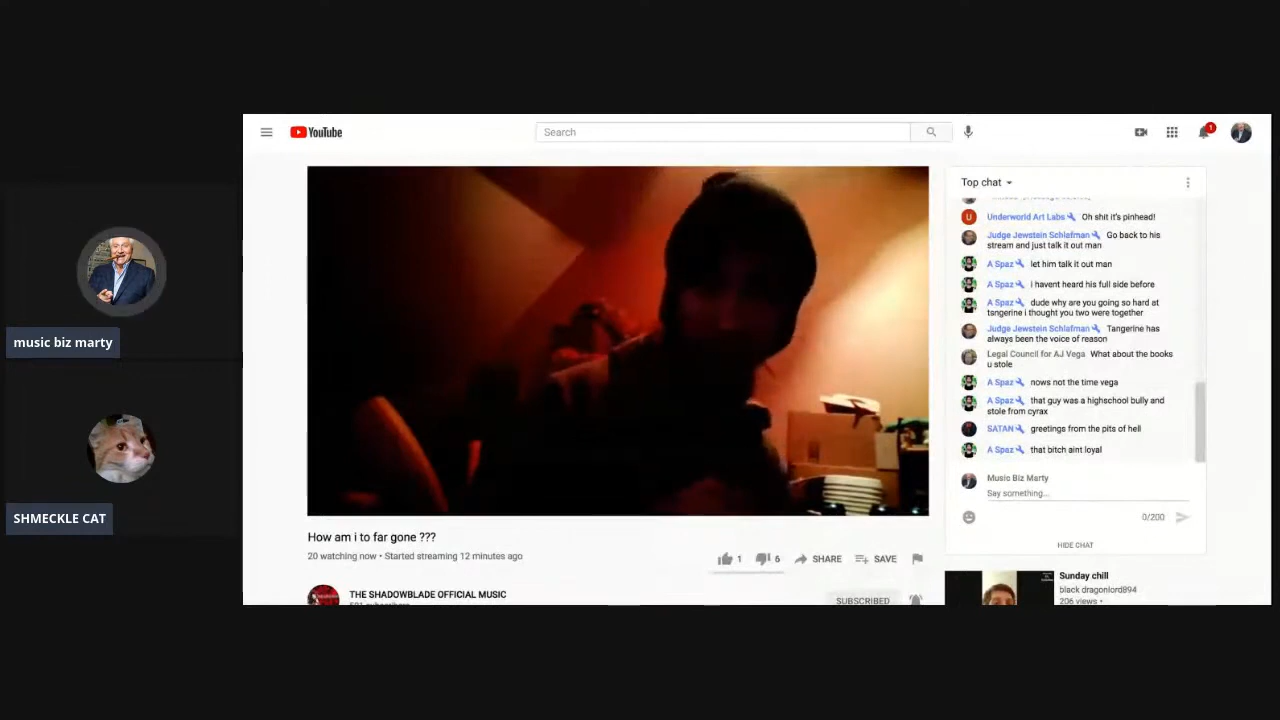 YouTube
Search
1
Top chat
Underworld Art Labs Oh shit it's pinhead!
Judge Jewstein Schlafman Go back to his
stream and just talk it out man
A Spaz let him talk it out man
A Spaz i havent heard his full side before
A Spaz dude why are you going so hard at
tangerine i thought you two were together
Judge Jewstein Schlafman Tangerine has
always been the voice of reason
Legal Council for AJ Vega What about the books
u stole
A Spaz nows not the time vega
A Spaz that guy was a highschool bully and
stole from cyrax
SATAN greetings from the pits of hell
A Spaz that bitch aint loyal
Music Biz Marty
Say something...
0/200
HIDE CHAT
music biz marty
SHMECKLE CAT
How am i to far gone ???
20 watching now • Started streaming 12 minutes ago
1
6
SHARE
SAVE
THE SHADOWBLADE OFFICIAL MUSIC
SUBSCRIBED
Sunday chill
black dragonlord894
206 views •